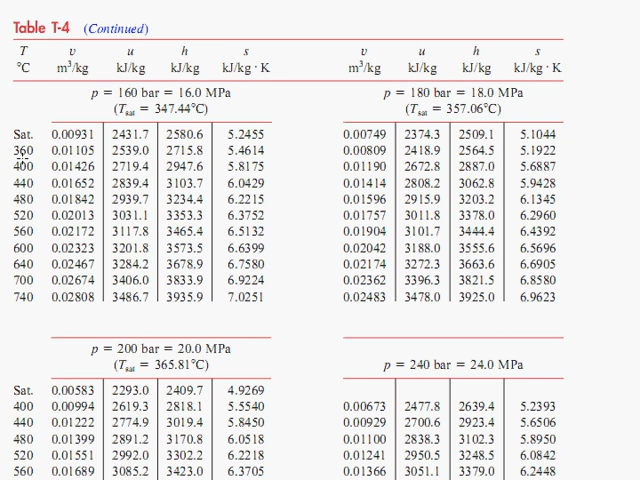 Table T-4 (Continued)
T v u h s v u h s
°C m³/kg kJ/kg kJ/kg kJ/kg · K m³/kg kJ/kg kJ/kg kJ/kg · K
p = 160 bar = 16.0 MPa p = 180 bar = 18.0 MPa
(Tsat = 347.44°C) (Tsat = 357.06°C)
Sat. 0.00931 2431.7 2580.6 5.2455 0.00749 2374.3 2509.1 5.1044
360 0.01105 2539.0 2715.8 5.4614 0.00809 2418.9 2564.5 5.1922
400 0.01426 2719.4 2947.6 5.8175 0.01190 2672.8 2887.0 5.6887
440 0.01652 2839.4 3103.7 6.0429 0.01414 2808.2 3062.8 5.9428
480 0.01842 2939.7 3234.4 6.2215 0.01596 2915.9 3203.2 6.1345
520 0.02013 3031.1 3353.3 6.3752 0.01757 3011.8 3378.0 6.2960
560 0.02172 3117.8 3465.4 6.5132 0.01904 3101.7 3444.4 6.4392
600 0.02323 3201.8 3573.5 6.6399 0.02042 3188.0 3555.6 6.5696
640 0.02467 3284.2 3678.9 6.7580 0.02174 3272.3 3663.6 6.6905
700 0.02674 3406.0 3833.9 6.9224 0.02362 3396.3 3821.5 6.8580
740 0.02808 3486.7 3935.9 7.0251 0.02483 3478.0 3925.0 6.9623
p = 200 bar = 20.0 MPa
(Tsat = 365.81°C) p = 240 bar = 24.0 MPa
Sat. 0.00583 2293.0 2409.7 4.9269
400 0.00994 2619.3 2818.1 5.5540 0.00673 2477.8 2639.4 5.2393
440 0.01222 2774.9 3019.4 5.8450 0.00929 2700.6 2923.4 5.6506
480 0.01399 2891.2 3170.8 6.0518 0.01100 2838.3 3102.3 5.8950
520 0.01551 2992.0 3302.2 6.2218 0.01241 2950.5 3248.5 6.0842
560 0.01689 3085.2 3423.0 6.3705 0.01366 3051.1 3379.0 6.2448